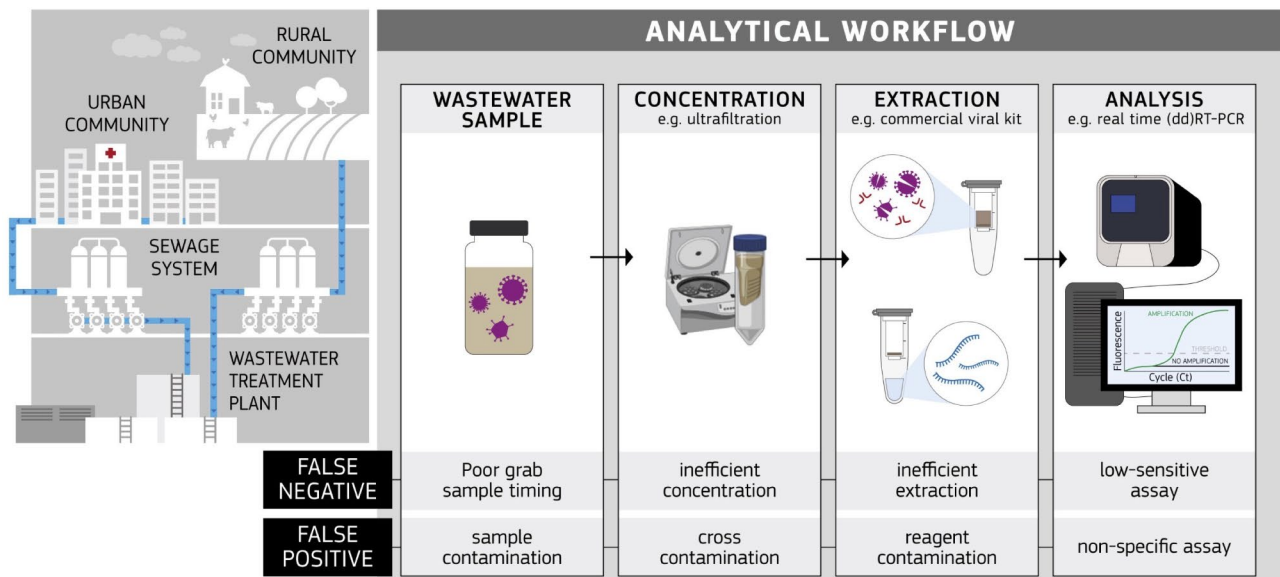 RURAL
COMMUNITY
URBAN
COMMUNITY
SEWAGE
SYSTEM
WASTEWATER
TREATMENT
PLANT
ANALYTICAL WORKFLOW
WASTEWATER
SAMPLE
CONCENTRATION
e.g. ultrafiltration
EXTRACTION
e.g. commercial viral kit
ANALYSIS
e.g. real time (dd)RT-PCR
AMPLIFICATION
THRESHOLD
NO AMPLIFICATION
Fluorescence
Cycle (Ct)
FALSE
NEGATIVE
Poor grab
sample timing
inefficient
concentration
inefficient
extraction
low-sensitive
assay
FALSE
POSITIVE
sample
contamination
cross
contamination
reagent
contamination
non-specific assay